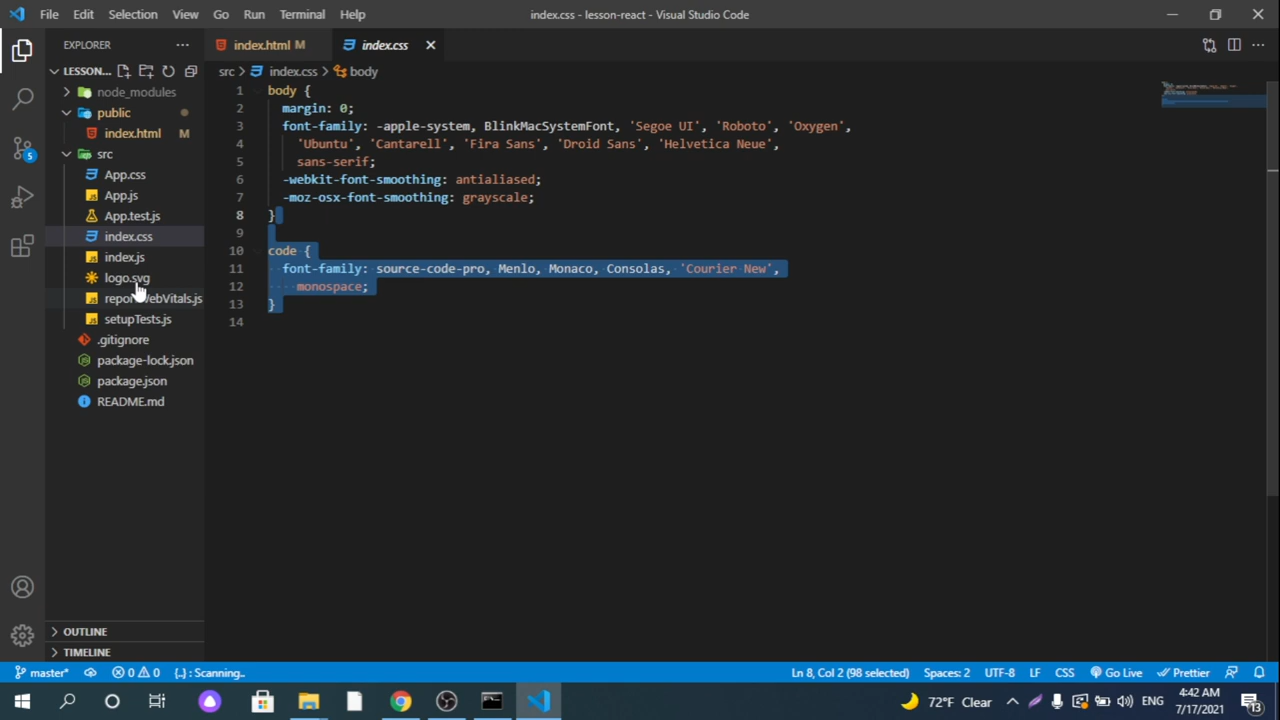 File Edit Selection View Go Run Terminal Help
index.css - lesson-react - Visual Studio Code
EXPLORER
index.html M
index.css
LESSON...
src > index.css > body
node_modules
public
index.html M
src
App.css
App.js
App.test.js
index.css
index.js
logo.svg
setupTests.js
.gitignore
package-lock.json
package.json
README.md
1 body {
2 margin: 0;
3 font-family: -apple-system, BlinkMacSystemFont, 'Segoe UI', 'Roboto', 'Oxygen',
4 'Ubuntu', 'Cantarell', 'Fira Sans', 'Droid Sans', 'Helvetica Neue',
5 sans-serif;
6 -webkit-font-smoothing: antialiased;
7 -moz-osx-font-smoothing: grayscale;
8 }
9
10 code {
11 font-family: source-code-pro, Menlo, Monaco, Consolas, 'Courier New',
12 monospace;
13 }
14
OUTLINE
TIMELINE
5
master* 0 0 {..} : Scanning..
Ln 8, Col 2 (98 selected) Spaces: 2 UTF-8 LF CSS Go Live Prettier
72°F Clear ENG
4:42 AM
7/17/2021
13